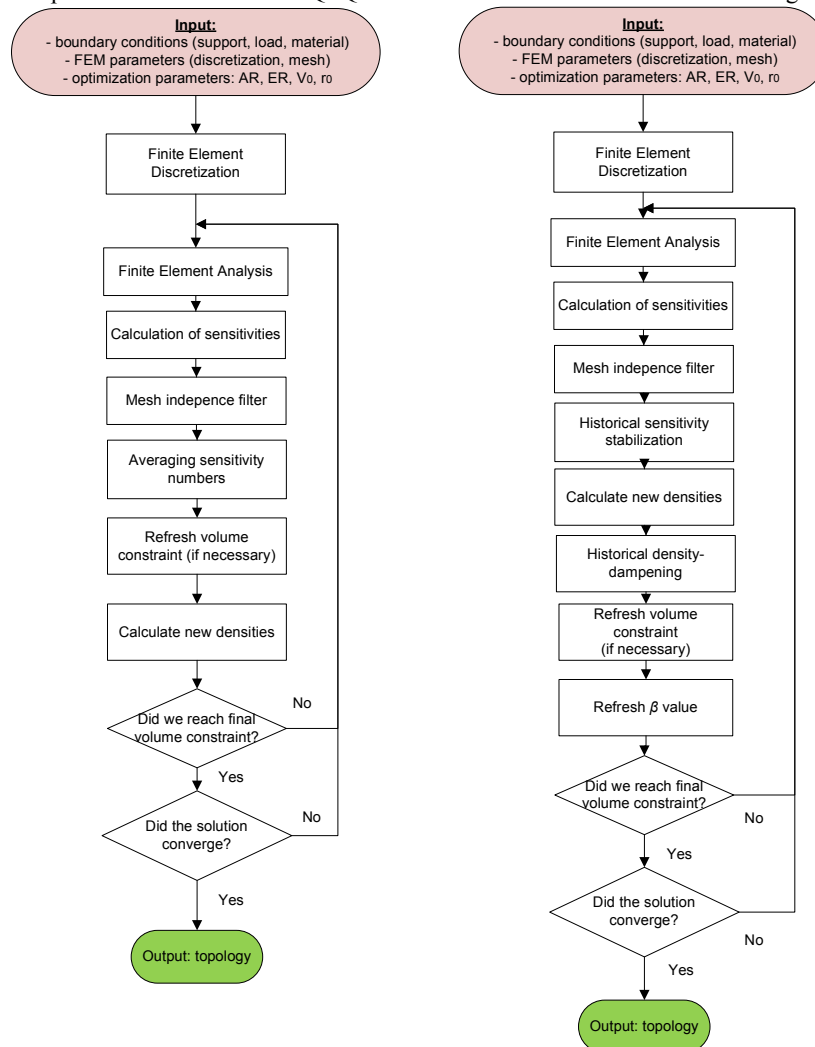 Input:
- boundary conditions (support, load, material)
- FEM parameters (discretization, mesh)
- optimization parameters: AR, ER, V₀, r₀
Finite Element
Discretization
Finite Element Analysis
Calculation of sensitivities
Mesh indepence filter
Averaging sensitivity
numbers
Refresh volume
constraint (if necessary)
Calculate new densities
Did we reach final
volume constraint?
No
Yes
Did the solution
converge?
No
Yes
Output: topology
Input:
- boundary conditions (support, load, material)
- FEM parameters (discretization, mesh)
- optimization parameters: AR, ER, V₀, r₀
Finite Element
Discretization
Finite Element Analysis
Calculation of sensitivities
Mesh indepence filter
Historical sensitivity
stabilization
Calculate new densities
Historical density-
dampening
Refresh volume
constraint
(if necessary)
Refresh β value
Did we reach final
volume constraint?
No
Yes
Did the solution
converge?
No
Yes
Output: topology